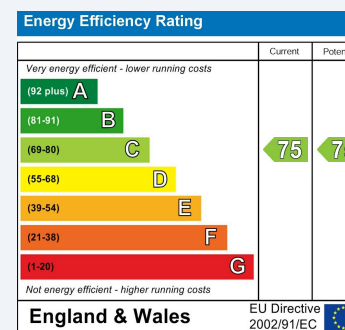 Energy Efficiency Rating
Current
Very energy efficient - lower running costs
(92 plus) A
(81-91) B
(69-80) C 75
(55-68) D
(39-54) E
(21-38) F
(1-20) G
Not energy efficient - higher running costs
England & Wales
EU Directive
2002/91/EC